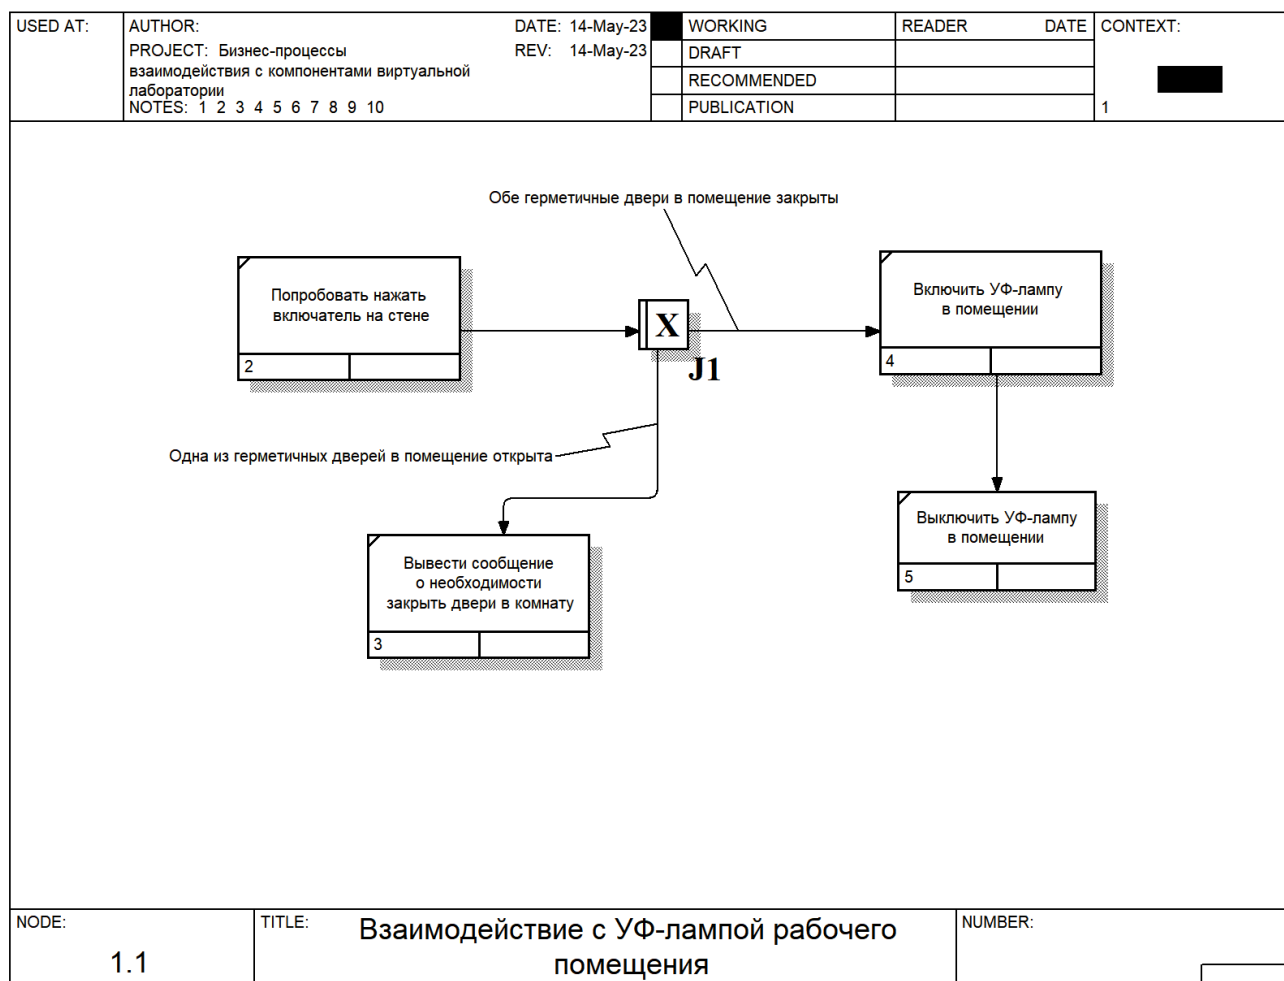 USED AT:
AUTHOR:
DATE: 14-May-23
PROJECT: Бизнес-процессы
взаимодействия с компонентами виртуальной
лаборатории
REV: 14-May-23
NOTES: 1 2 3 4 5 6 7 8 9 10
WORKING
DRAFT
RECOMMENDED
PUBLICATION
READER DATE
CONTEXT:
1
Обе герметичные двери в помещение закрыты
Попробовать нажать
включатель на стене
2
X
J1
Включить УФ-лампу
в помещении
4
Одна из герметичных дверей в помещение открыта
Выключить УФ-лампу
в помещении
5
Вывести сообщение
о необходимости
закрыть двери в комнату
3
NODE:
1.1
TITLE:
Взаимодействие с УФ-лампой рабочего
помещения
NUMBER: